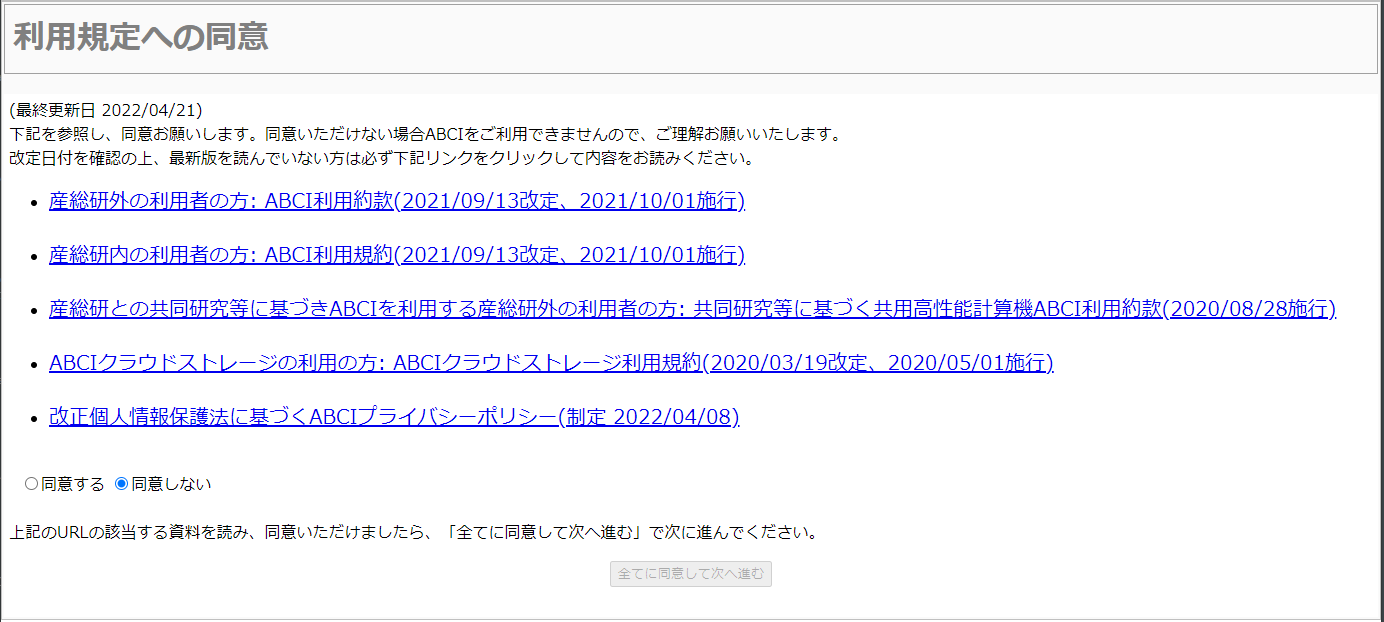 利用規定への同意
(最終更新日 2022/04/21)
下記を参照し、同意お願いします。同意いただけない場合ABCIをご利用できませんので、ご理解お願いいたします。
改定日付を確認の上、最新版を読んでいない方は必ず下記リンクをクリックして内容をお読みください。
• 産総研外の利用者の方: ABCI利用約款(2021/09/13改定、2021/10/01施行)
• 産総研内の利用者の方: ABCI利用規約(2021/09/13改定、2021/10/01施行)
• 産総研との共同研究等に基づきABCIを利用する産総研外の利用者の方: 共同研究等に基づく共用高性能計算機ABCI利用約款(2020/08/28施行)
• ABCIクラウドストレージの利用の方: ABCIクラウドストレージ利用規約(2020/03/19改定、2020/05/01施行)
• 改正個人情報保護法に基づくABCIプライバシーポリシー(制定 2022/04/08)
同意する 同意しない
上記のURLの該当する資料を読み、同意いただけましたら、「全てに同意して次へ進む」で次に進んでください。
全てに同意して次へ進む